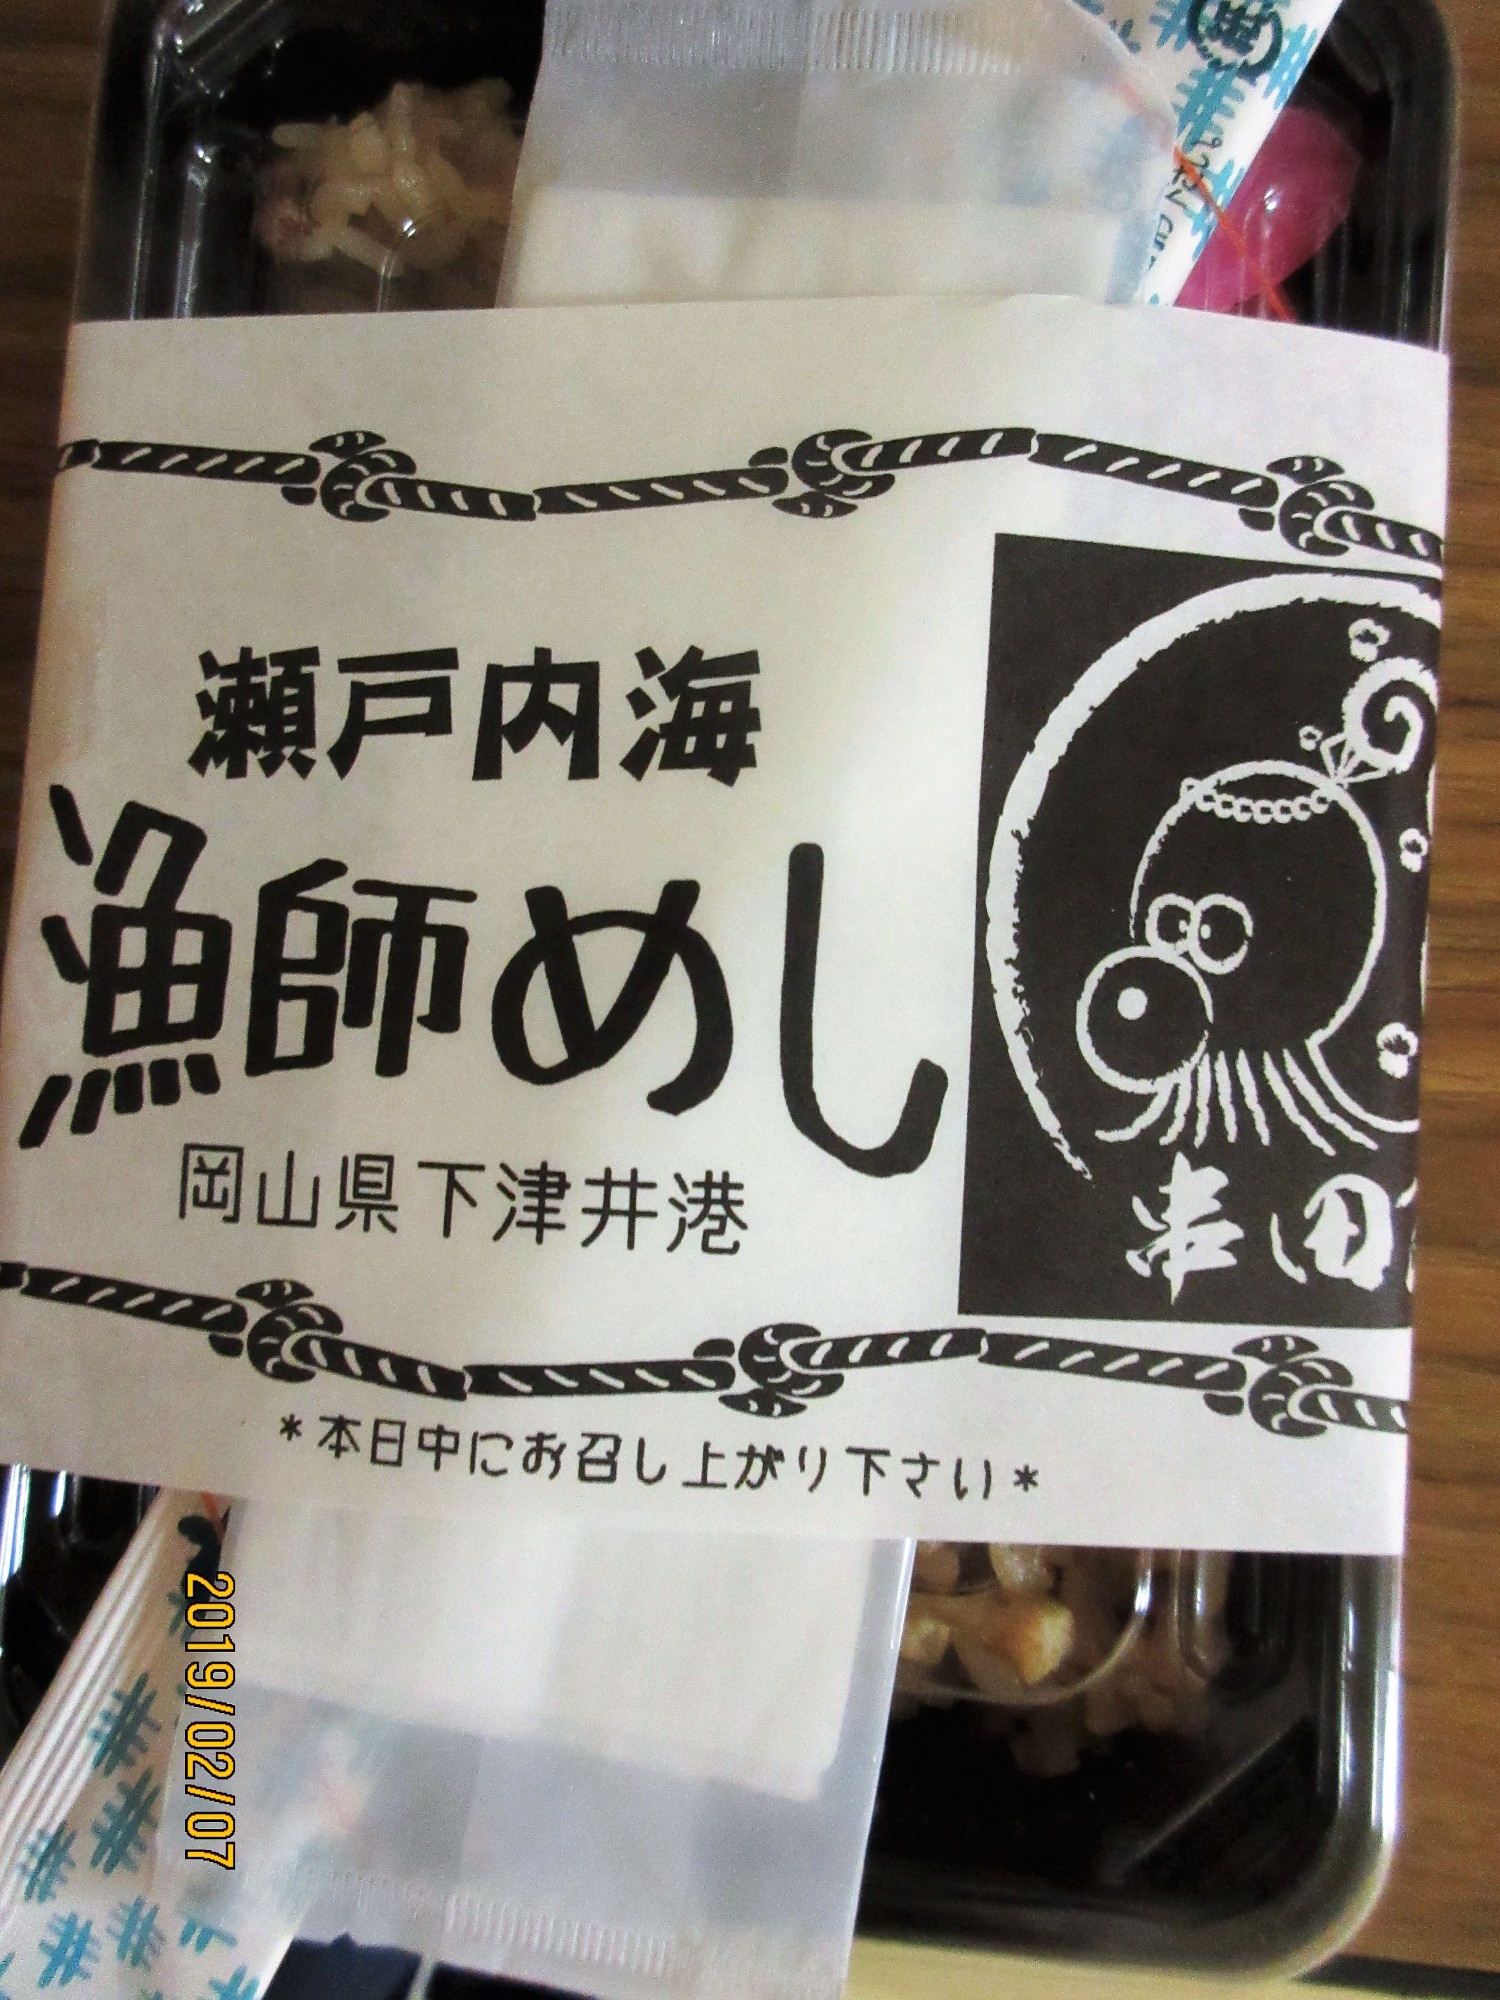 瀬戸内海
漁師めし
岡山県下津井港
*本日中にお召し上がり下さい*
2019/02/07